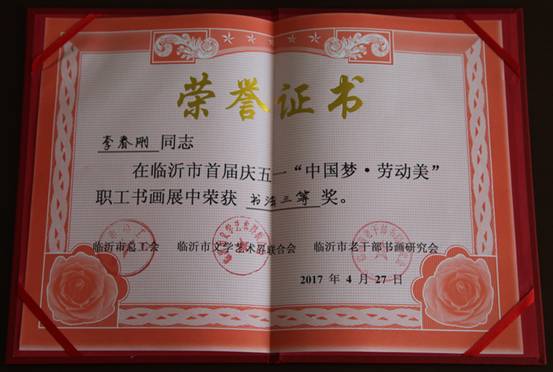 荣誉证书
李春刚 同志
在临沂市首届庆五一“中国梦·劳动美”
职工书画展中荣获 书法三等 奖。
临沂市总工会 临沂市文学艺术界联合会 临沂市老干部书画研究会
2017 年 4 月 27 日